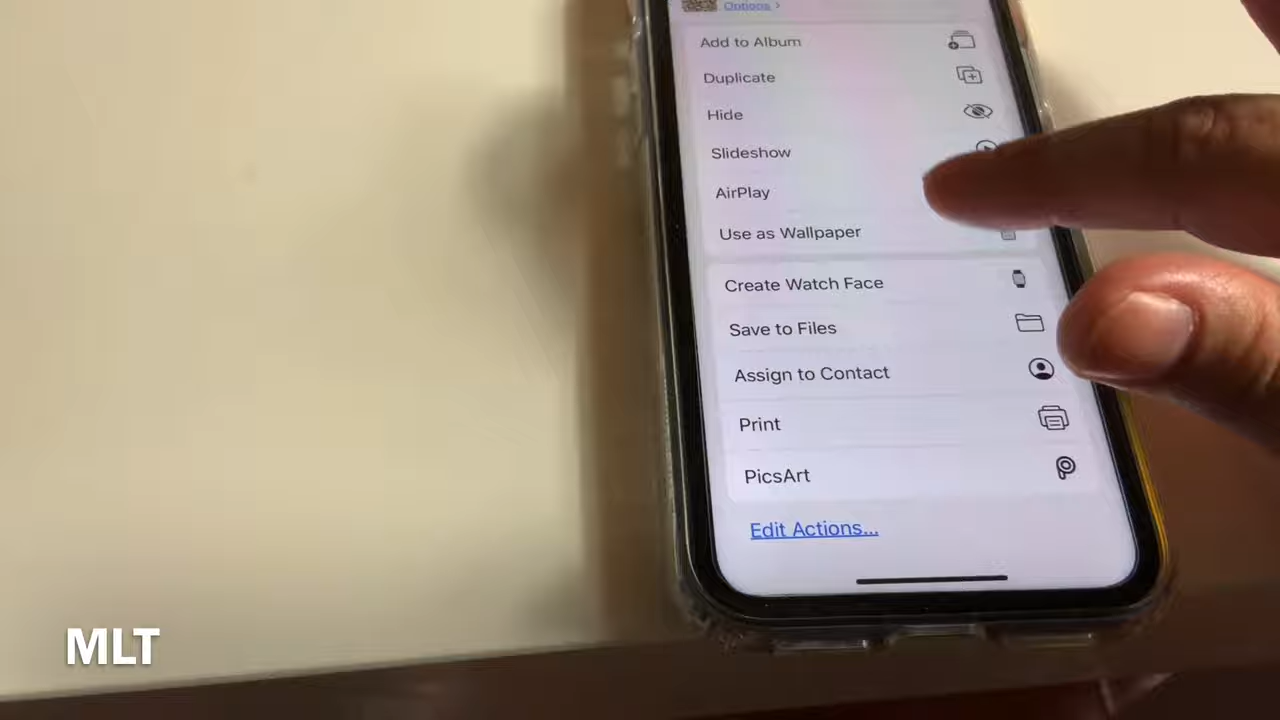 Options >
Add to Album
Duplicate
Hide
Slideshow
AirPlay
Use as Wallpaper
Create Watch Face
Save to Files
Assign to Contact
Print
PicsArt
Edit Actions...
MLT